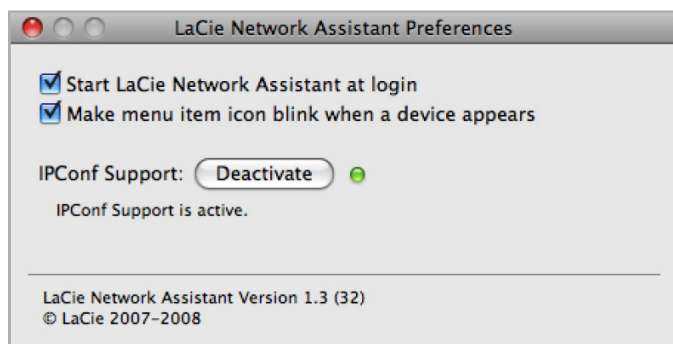 LaCie Network Assistant Preferences
Start LaCie Network Assistant at login
Make menu item icon blink when a device appears
IPConf Support: Deactivate
IPConf Support is active.
LaCie Network Assistant Version 1.3 (32)
© LaCie 2007-2008